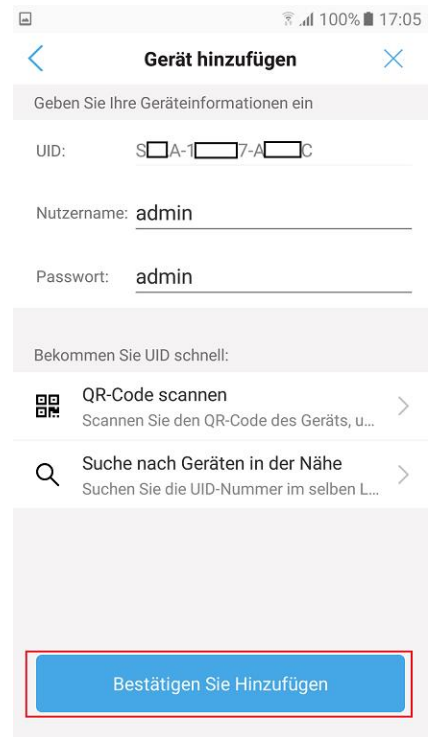 100% 17:05
Gerät hinzufügen
Geben Sie Ihre Geräteinformationen ein
UID: S A-1 7-A C
Nutzername: admin
Passwort: admin
Bekommen Sie UID schnell:
QR-Code scannen
Scannen Sie den QR-Code des Geräts, u...
Suche nach Geräten in der Nähe
Suchen Sie die UID-Nummer im selben L...
Bestätigen Sie Hinzufügen